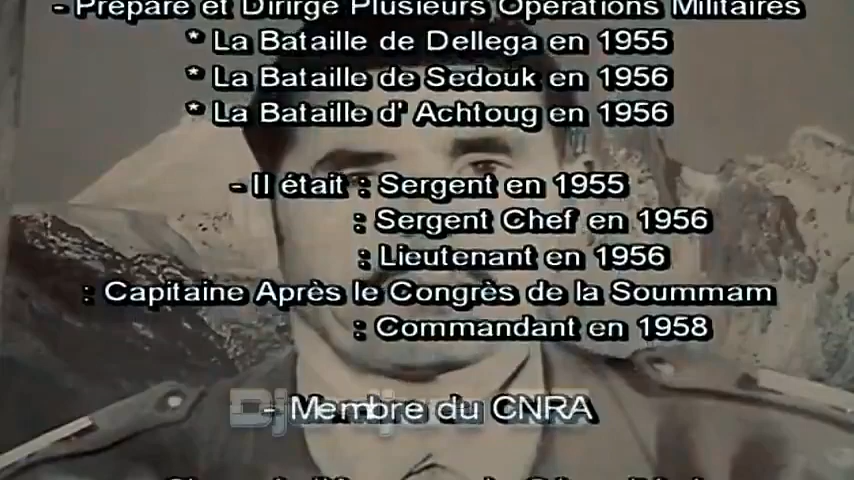 - Préparé et Dirirgé Plusieurs Opérations Militaires
* La Bataille de Dellega en 1955
* La Bataille de Sedouk en 1956
* La Bataille d' Achtoug en 1956
- Il était : Sergent en 1955
: Sergent Chef en 1956
: Lieutenant en 1956
: Capitaine Après le Congrès de la Soummam
: Commandant en 1958
- Membre du CNRA